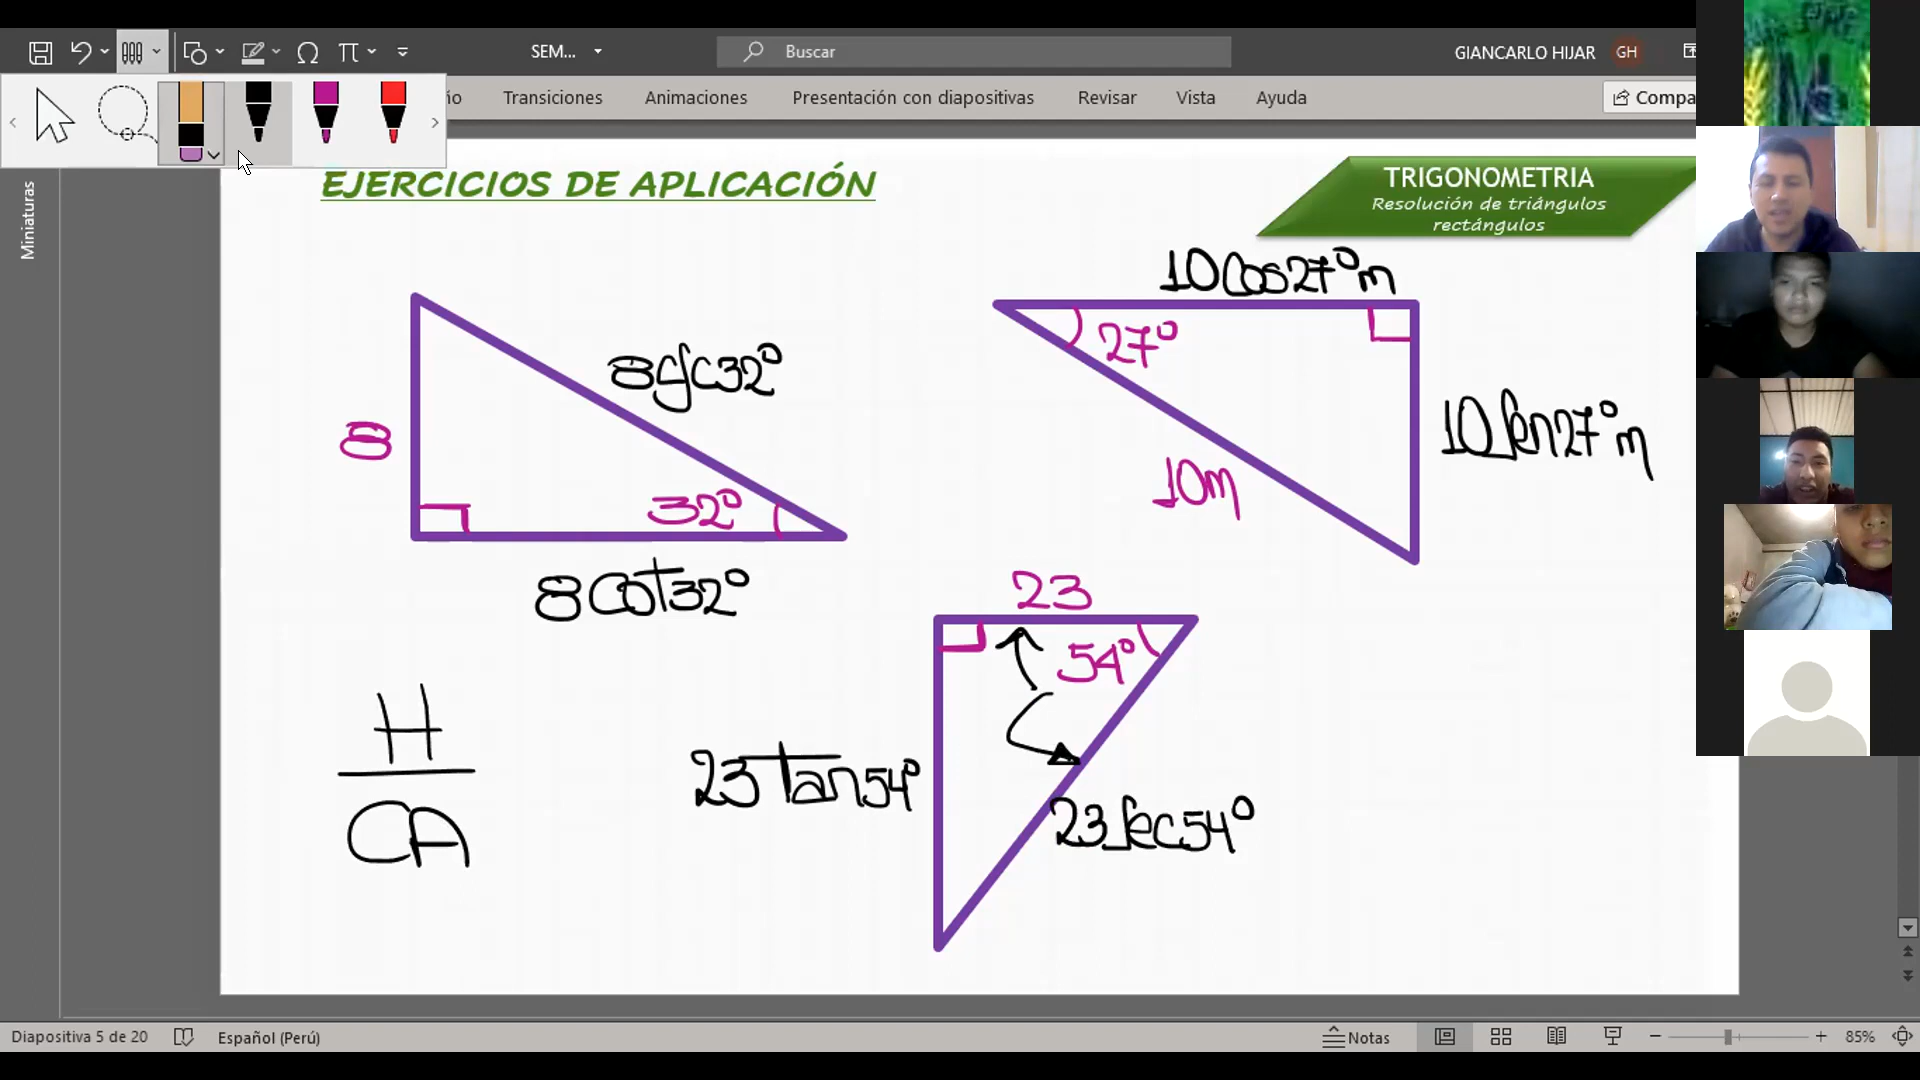 SEM...
Buscar
GIANCARLO HIJAR
GH
ño
Transiciones
Animaciones
Presentación con diapositivas
Revisar
Vista
Ayuda
Compa
Miniaturas
EJERCICIOS DE APLICACIÓN
TRIGONOMETRIA
Resolución de triángulos
rectángulos
10Cos27°m
27°
8Csc32°
8
10Sen27°m
10m
32°
8Cot32°
23
54°
H
CA
23Tan54°
23Sec54°
Diapositiva 5 de 20
Español (Perú)
Notas
85%